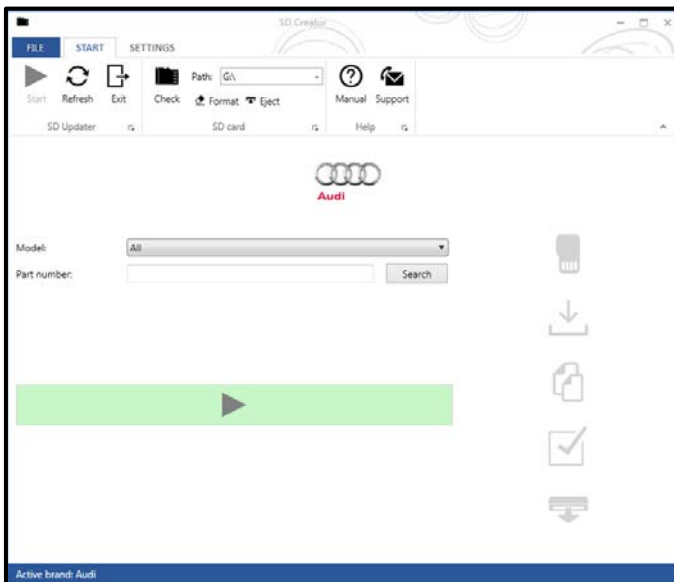 SD Creator
FILE START SETTINGS
Start Refresh Exit Check Path: G:\ Format Eject Manual Support
SD Updater SD card Help
Audi
Model: All
Part number: Search
Active brand: Audi